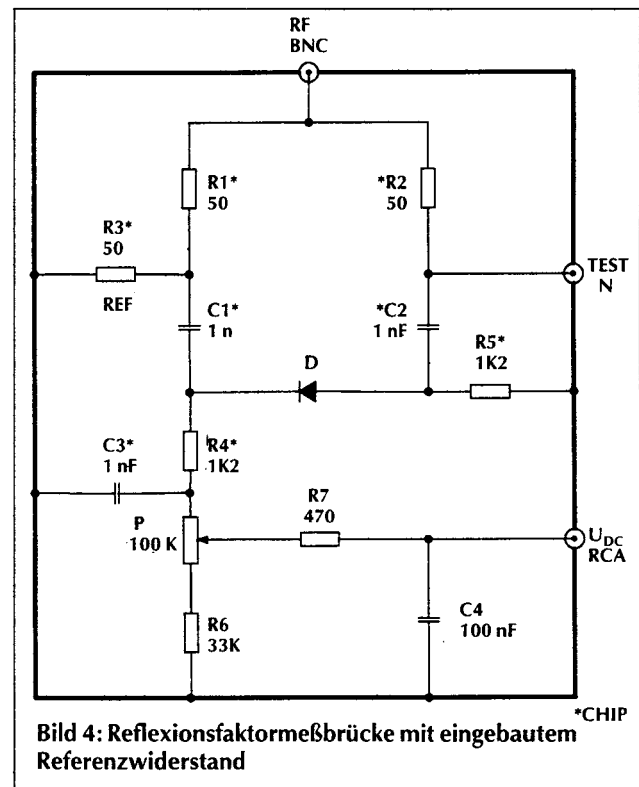 RF
BNC
R1*
50
*R2
50
R3*
50
REF
TEST
N
C1*
1 n
*C2
1 nF
R5*
1K2
D
C3*
1 nF
R4*
1K2
R7
470
P
100 K
U_DC
RCA
C4
100 nF
R6
33K
*CHIP
Bild 4: Reflexionsfaktormeßbrücke mit eingebautem
Referenzwiderstand